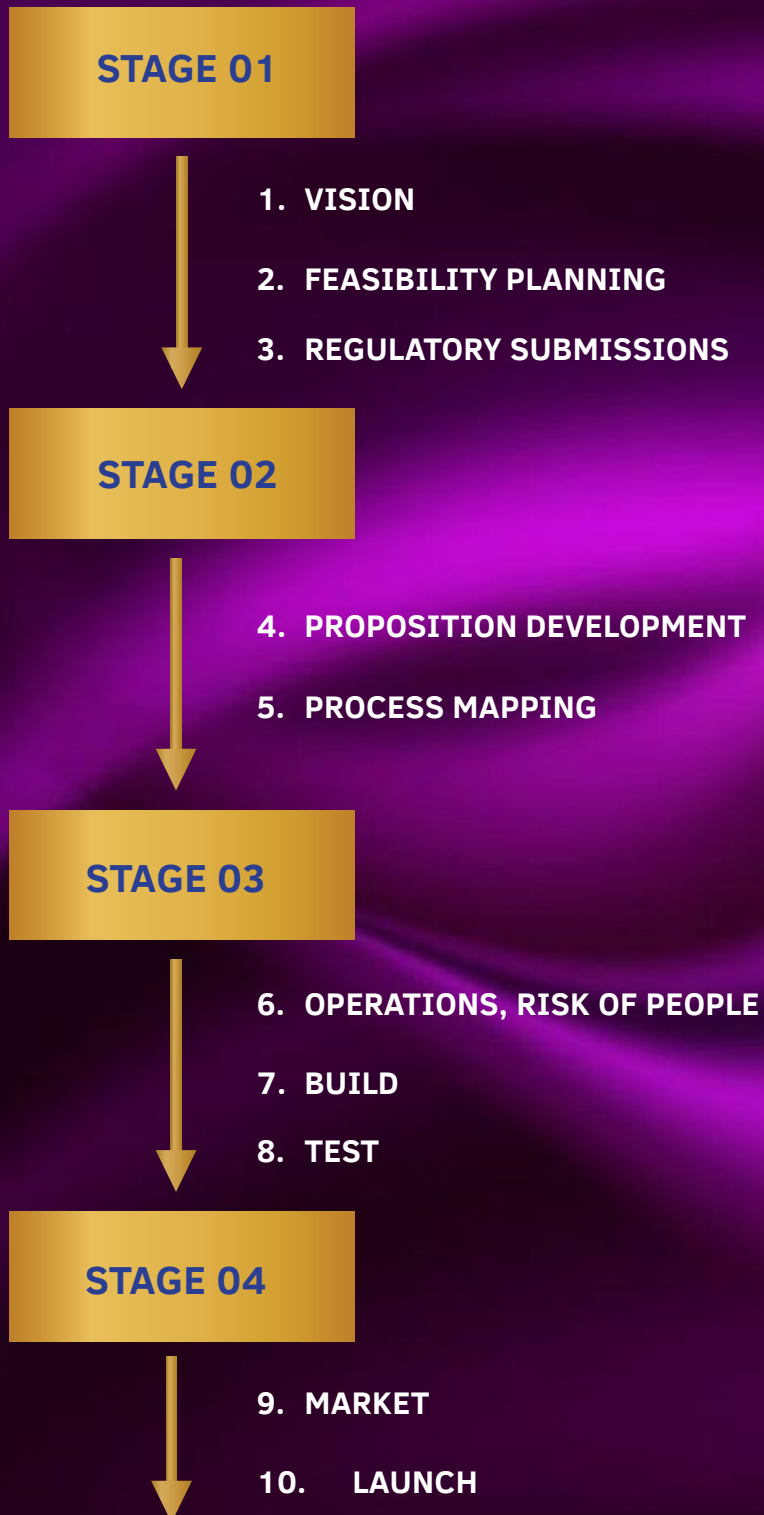 STAGE 01
1. VISION
2. FEASIBILITY PLANNING
3. REGULATORY SUBMISSIONS
STAGE 02
4. PROPOSITION DEVELOPMENT
5. PROCESS MAPPING
STAGE 03
6. OPERATIONS, RISK OF PEOPLE
7. BUILD
8. TEST
STAGE 04
9. MARKET
10. LAUNCH